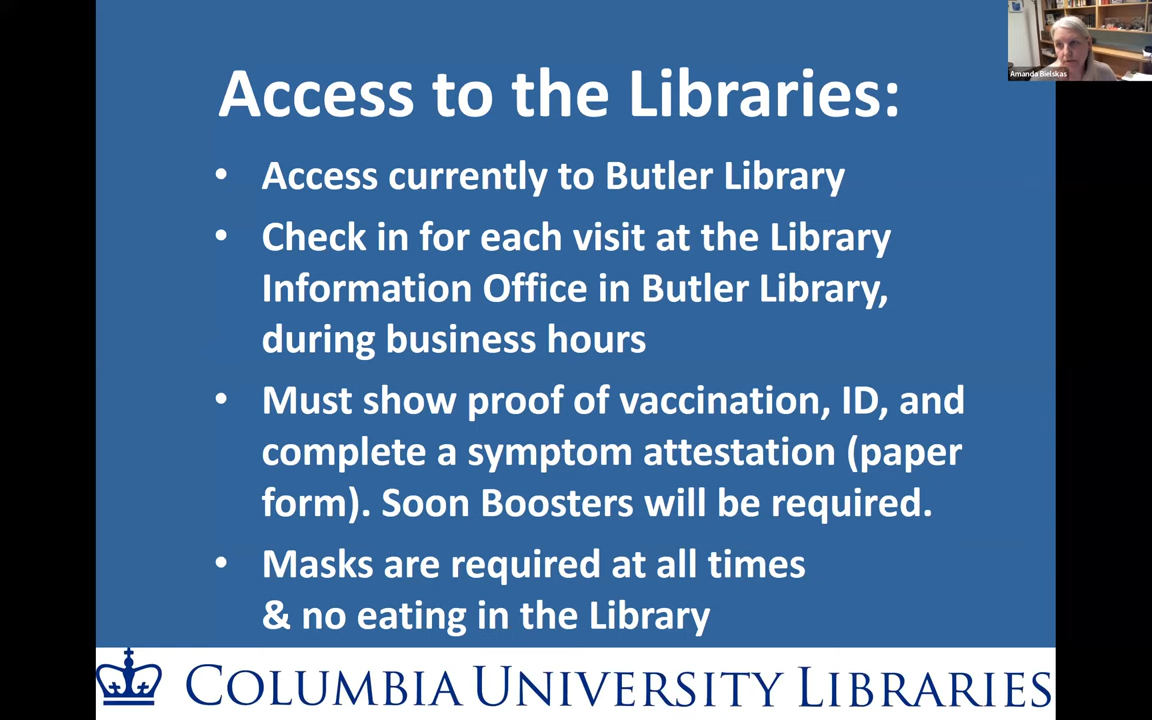 Access to the Libraries:
• Access currently to Butler Library
• Check in for each visit at the Library
Information Office in Butler Library,
during business hours
• Must show proof of vaccination, ID, and
complete a symptom attestation (paper
form). Soon Boosters will be required.
• Masks are required at all times
& no eating in the Library
COLUMBIA UNIVERSITY LIBRARIES
Amanda Bielskas